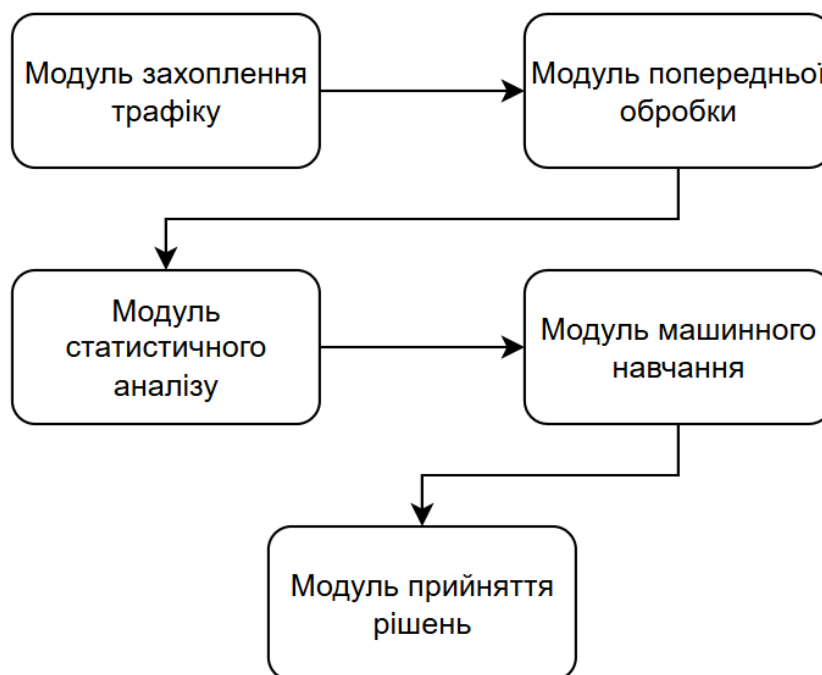 Модуль захоплення
трафіку
Модуль попередньої
обробки
Модуль
статистичного
аналізу
Модуль машинного
навчання
Модуль прийняття
рішень